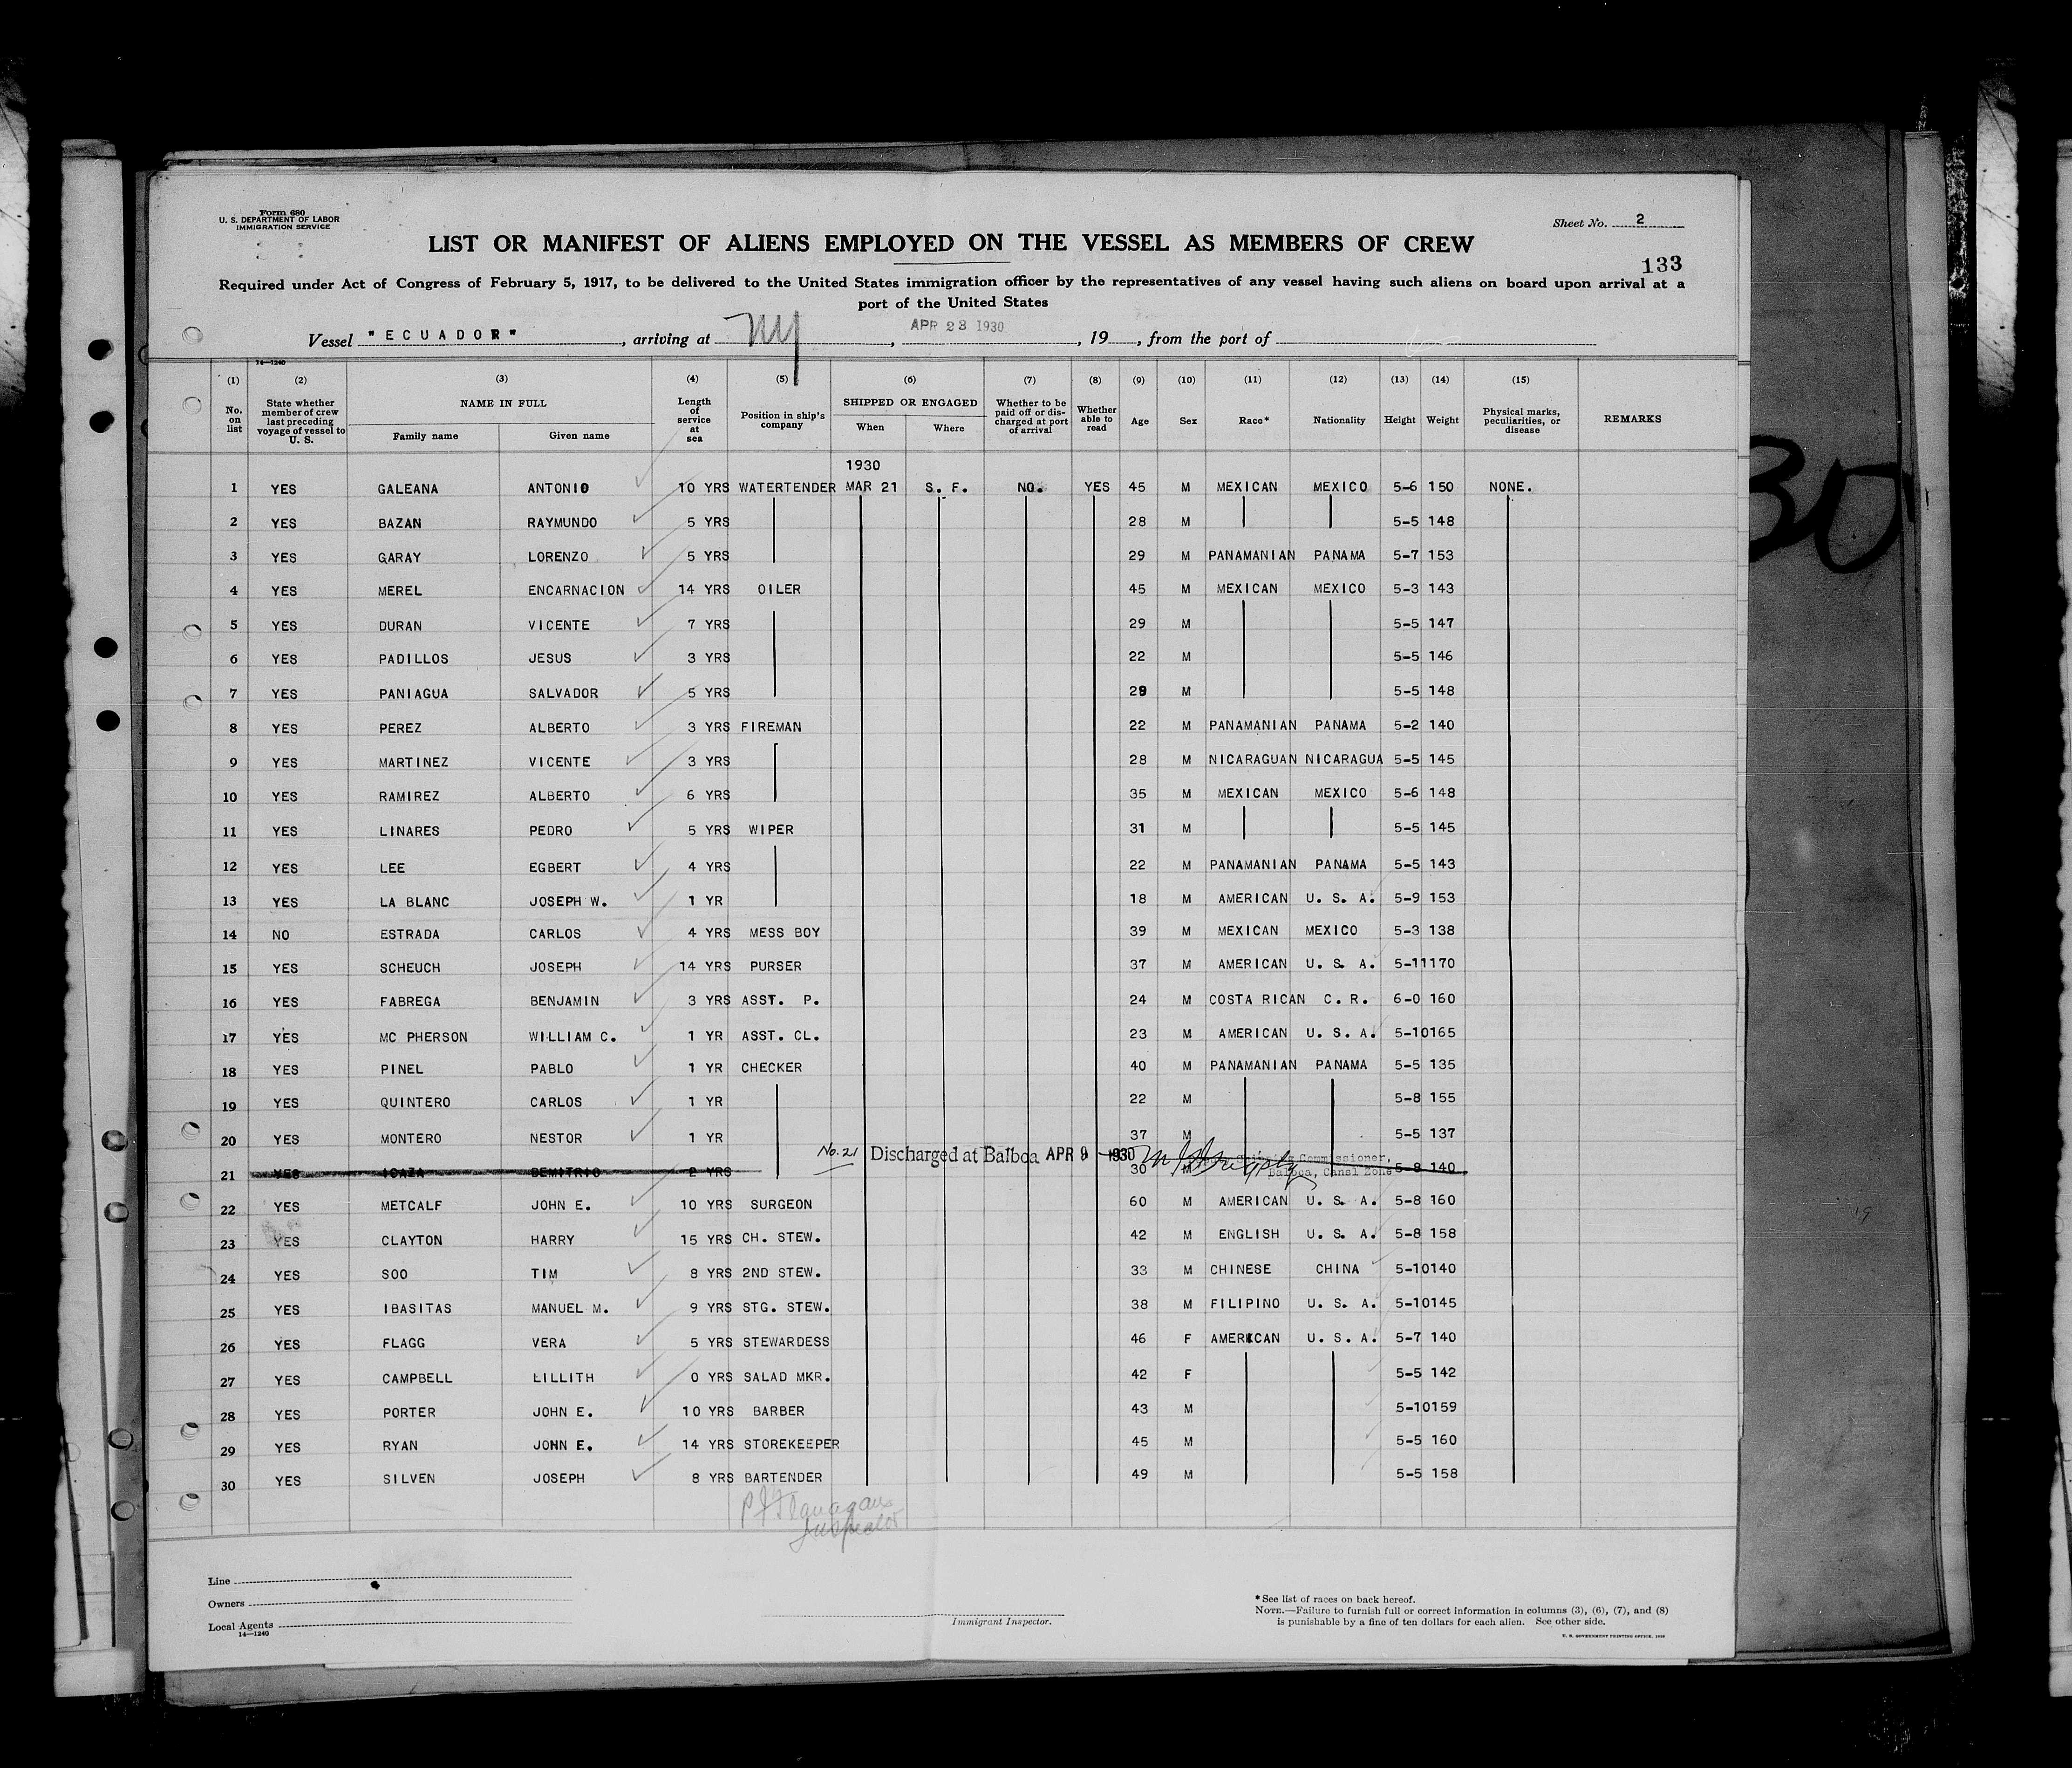 Form 680
U. S. DEPARTMENT OF LABOR
IMMIGRATION SERVICE
Sheet No. 2
LIST OR MANIFEST OF ALIENS EMPLOYED ON THE VESSEL AS MEMBERS OF CREW
133
Required under Act of Congress of February 5, 1917, to be delivered to the United States immigration officer by the representatives of any vessel having such aliens on board upon arrival at a
port of the United States
Vessel "ECUADOR", arriving at NY, APR 23 1930, 19, from the port of
14—1240
(1) (2) (3) (4) (5) (6) (7) (8) (9) (10) (11) (12) (13) (14) (15)
No. on list State whether member of crew last preceding voyage of vessel to U. S. NAME IN FULL Family name Given name Length of service at sea Position in ship's company SHIPPED OR ENGAGED When Where Whether to be paid off or discharged at port of arrival Whether able to read Age Sex Race* Nationality Height Weight Physical marks, peculiarities, or disease REMARKS
1930
1 YES GALEANA ANTONIO 10 YRS WATERTENDER MAR 21 S. F. NO. YES 45 M MEXICAN MEXICO 5-6 150 NONE.
2 YES BAZAN RAYMUNDO 5 YRS 28 M 5-5 148
3 YES GARAY LORENZO 5 YRS 29 M PANAMANIAN PANAMA 5-7 153
4 YES MEREL ENCARNACION 14 YRS OILER 45 M MEXICAN MEXICO 5-3 143
5 YES DURAN VICENTE 7 YRS 29 M 5-5 147
6 YES PADILLOS JESUS 3 YRS 22 M 5-5 146
7 YES PANIAGUA SALVADOR 5 YRS 29 M 5-5 148
8 YES PEREZ ALBERTO 3 YRS FIREMAN 22 M PANAMANIAN PANAMA 5-2 140
9 YES MARTINEZ VICENTE 3 YRS 28 M NICARAGUAN NICARAGUA 5-5 145
10 YES RAMIREZ ALBERTO 6 YRS 35 M MEXICAN MEXICO 5-6 148
11 YES LINARES PEDRO 5 YRS WIPER 31 M 5-5 145
12 YES LEE EGBERT 4 YRS 22 M PANAMANIAN PANAMA 5-5 143
13 YES LA BLANC JOSEPH W. 1 YR 18 M AMERICAN U. S. A. 5-9 153
14 NO ESTRADA CARLOS 4 YRS MESS BOY 39 M MEXICAN MEXICO 5-3 138
15 YES SCHEUCH JOSEPH 14 YRS PURSER 37 M AMERICAN U. S. A. 5-11 170
16 YES FABREGA BENJAMIN 3 YRS ASST. P. 24 M COSTA RICAN C. R. 6-0 160
17 YES MC PHERSON WILLIAM C. 1 YR ASST. CL. 23 M AMERICAN U. S. A. 5-10 165
18 YES PINEL PABLO 1 YR CHECKER 40 M PANAMANIAN PANAMA 5-5 135
19 YES QUINTERO CARLOS 1 YR 22 M 5-8 155
20 YES MONTERO NESTOR 1 YR 37 M 5-5 137
No. 21 Discharged at Balboa APR 9 1930 Shipping Commissioner,
Balboa, Canal Zone
21 YES ICAZA DEMITRIO 2 YRS 30 M 5-8 140
22 YES METCALF JOHN E. 10 YRS SURGEON 60 M AMERICAN U. S. A. 5-8 160
23 YES CLAYTON HARRY 15 YRS CH. STEW. 42 M ENGLISH U. S. A. 5-8 158
24 YES SOO TIM 8 YRS 2ND STEW. 33 M CHINESE CHINA 5-10 140
25 YES IBASITAS MANUEL M. 9 YRS STG. STEW. 38 M FILIPINO U. S. A. 5-10 145
26 YES FLAGG VERA 5 YRS STEWARDESS 46 F AMERICAN U. S. A. 5-7 140
27 YES CAMPBELL LILLITH 0 YRS SALAD MKR. 42 F 5-5 142
28 YES PORTER JOHN E. 10 YRS BARBER 43 M 5-10 159
29 YES RYAN JOHN E. 14 YRS STOREKEEPER 45 M 5-5 160
30 YES SILVEN JOSEPH 8 YRS BARTENDER 49 M 5-5 158
P J Flanagan
Inspector
Line
Owners
Local Agents
14—1240
Immigrant Inspector.
*See list of races on back hereof.
NOTE.—Failure to furnish full or correct information in columns (3), (6), (7), and (8)
is punishable by a fine of ten dollars for each alien. See other side.
U. S. GOVERNMENT PRINTING OFFICE
30